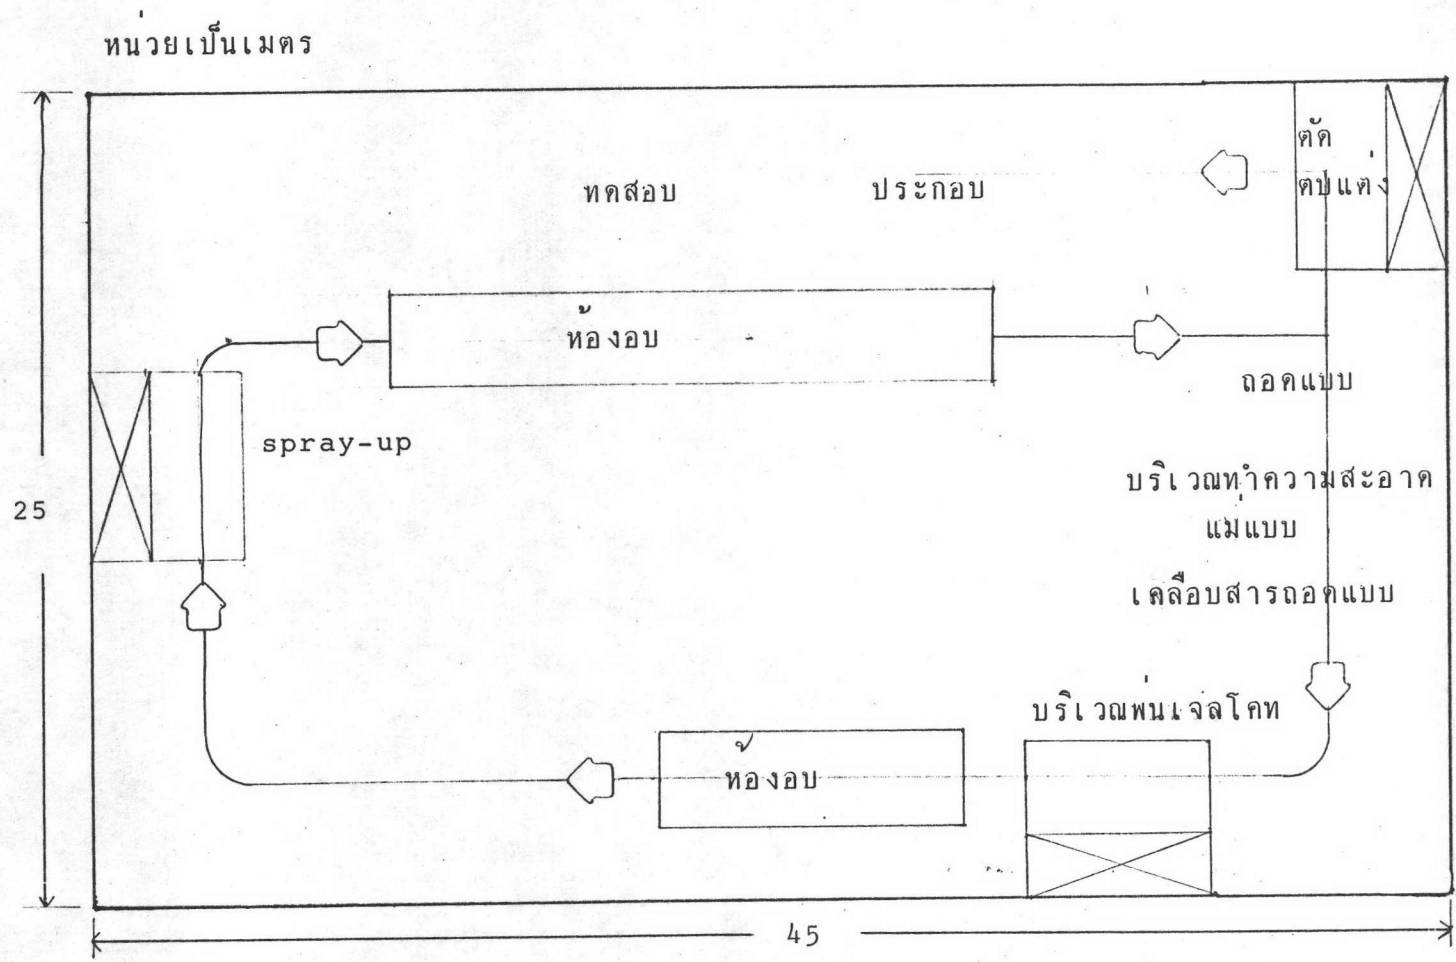 หน่วยเป็นเมตร
ตัด
ตบแต่ง
ทดสอบ
ประกอบ
ห้องอบ
ถอดแบบ
spray-up
บริเวณทำความสะอาด
แม่แบบ
25
เคลือบสารถอดแบบ
บริเวณพ่นเจลโคท
ห้องอบ
45